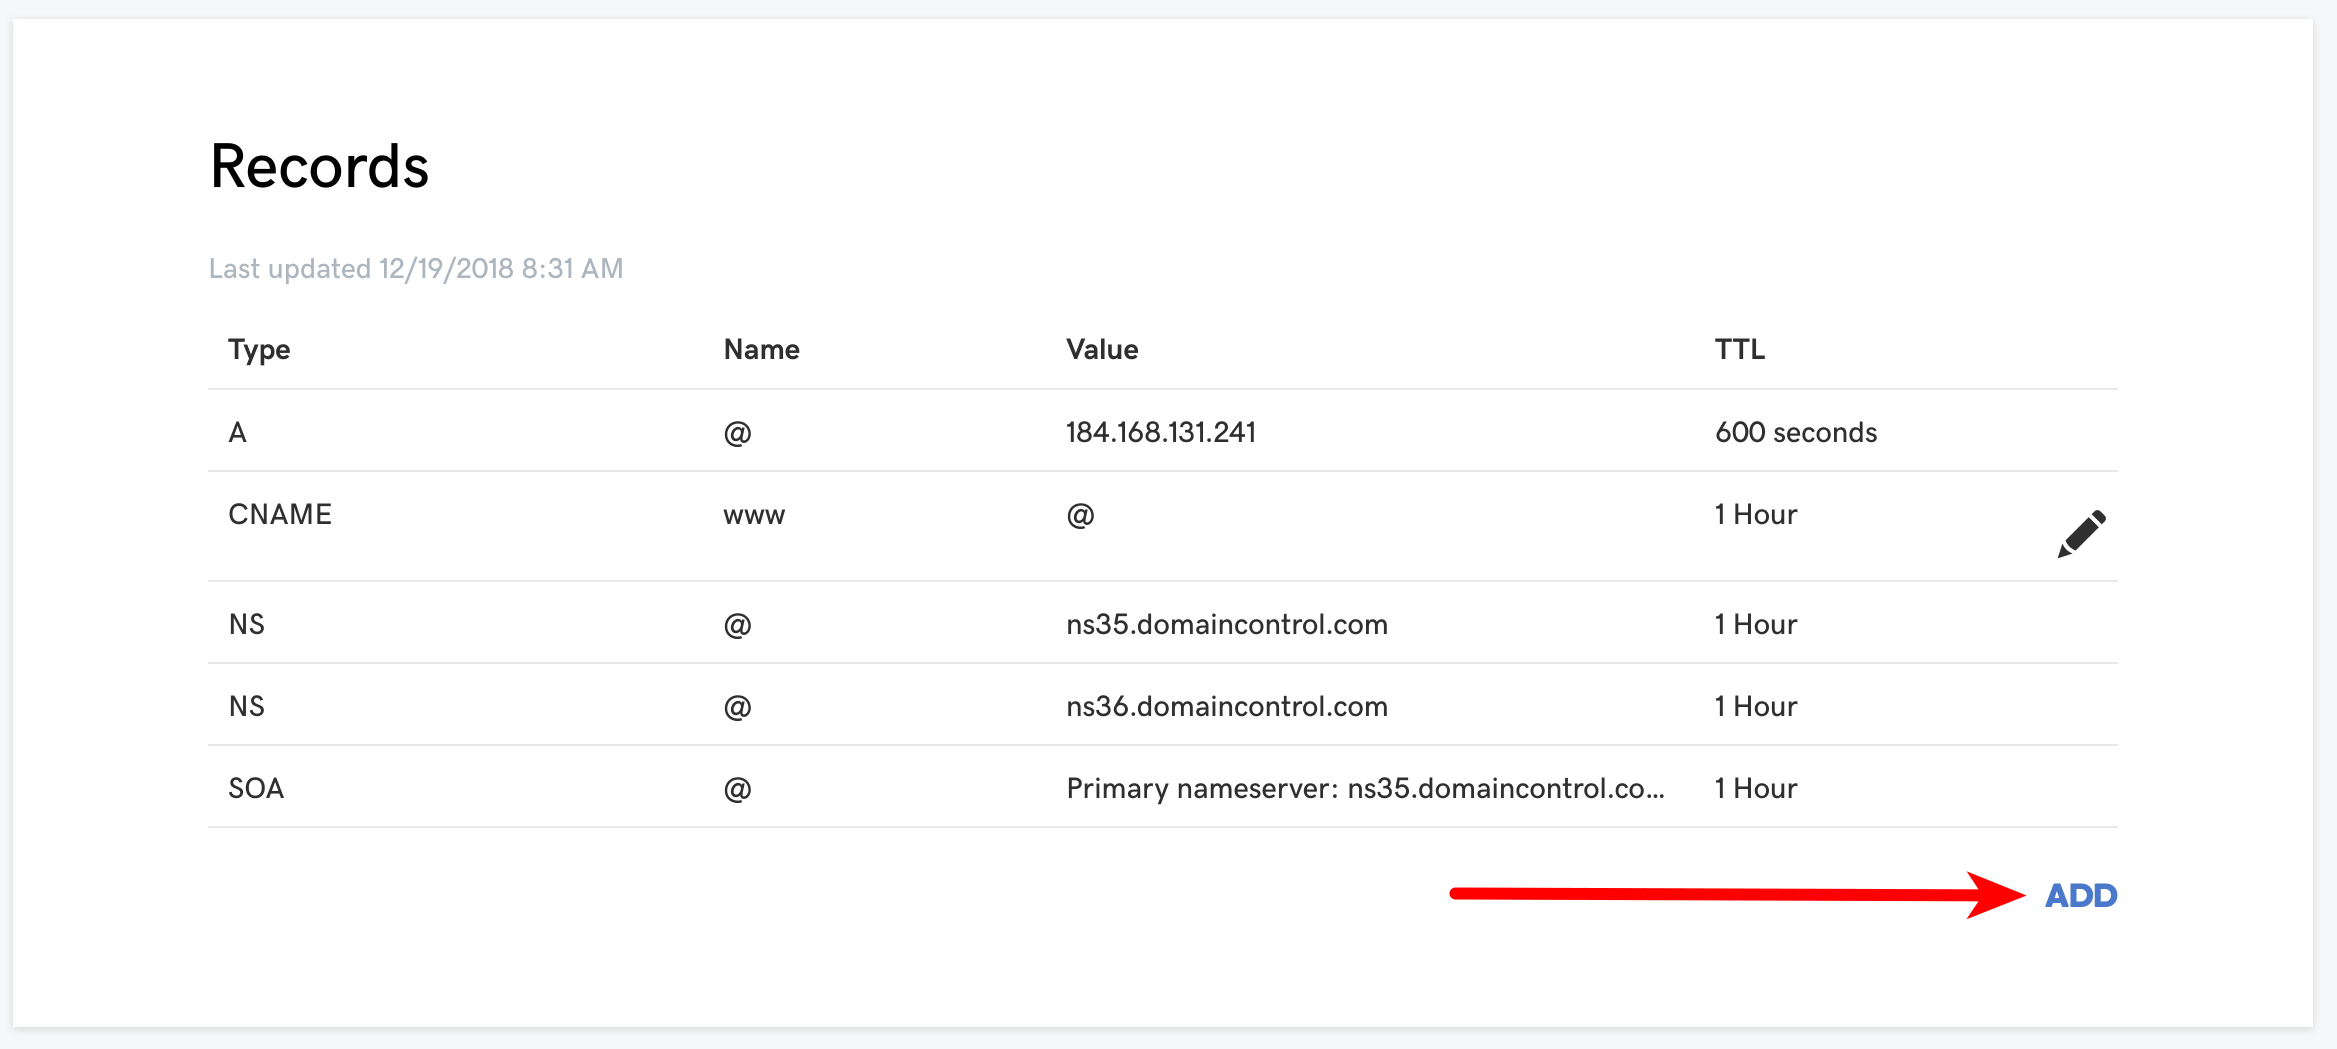 Records
Last updated 12/19/2018 8:31 AM
Type Name Value TTL
A @ 184.168.131.241 600 seconds
CNAME www @ 1 Hour
NS @ ns35.domaincontrol.com 1 Hour
NS @ ns36.domaincontrol.com 1 Hour
SOA @ Primary nameserver: ns35.domaincontrol.co... 1 Hour
ADD